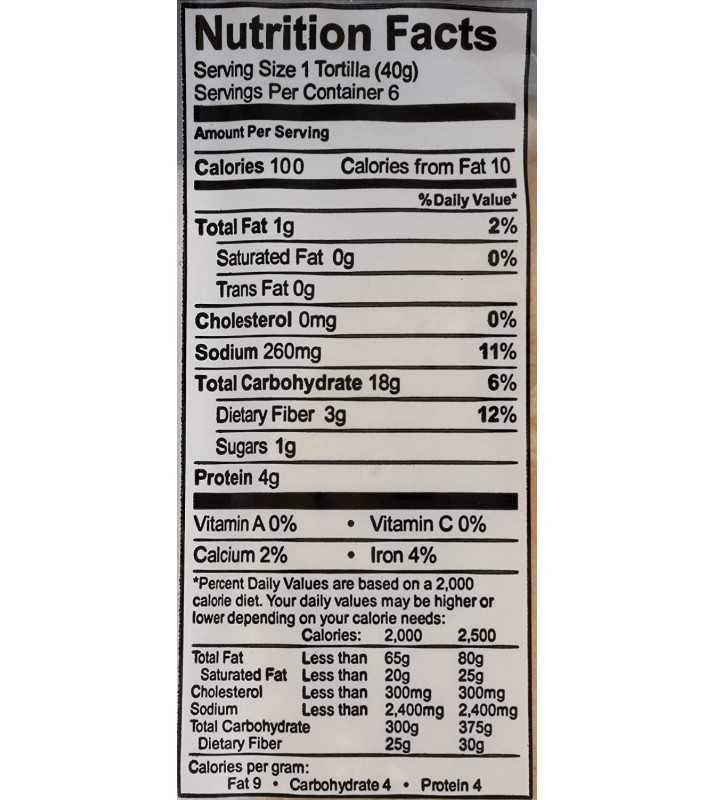 Nutrition Facts
Serving Size 1 Tortilla (40g)
Servings Per Container 6
Amount Per Serving
Calories 100 Calories from Fat 10
% Daily Value*
Total Fat 1g 2%
Saturated Fat 0g 0%
Trans Fat 0g
Cholesterol 0mg 0%
Sodium 260mg 11%
Total Carbohydrate 18g 6%
Dietary Fiber 3g 12%
Sugars 1g
Protein 4g
Vitamin A 0% • Vitamin C 0%
Calcium 2% • Iron 4%
*Percent Daily Values are based on a 2,000
calorie diet. Your daily values may be higher or
lower depending on your calorie needs:
Calories: 2,000 2,500
Total Fat Less than 65g 80g
Saturated Fat Less than 20g 25g
Cholesterol Less than 300mg 300mg
Sodium Less than 2,400mg 2,400mg
Total Carbohydrate 300g 375g
Dietary Fiber 25g 30g
Calories per gram:
Fat 9 • Carbohydrate 4 • Protein 4